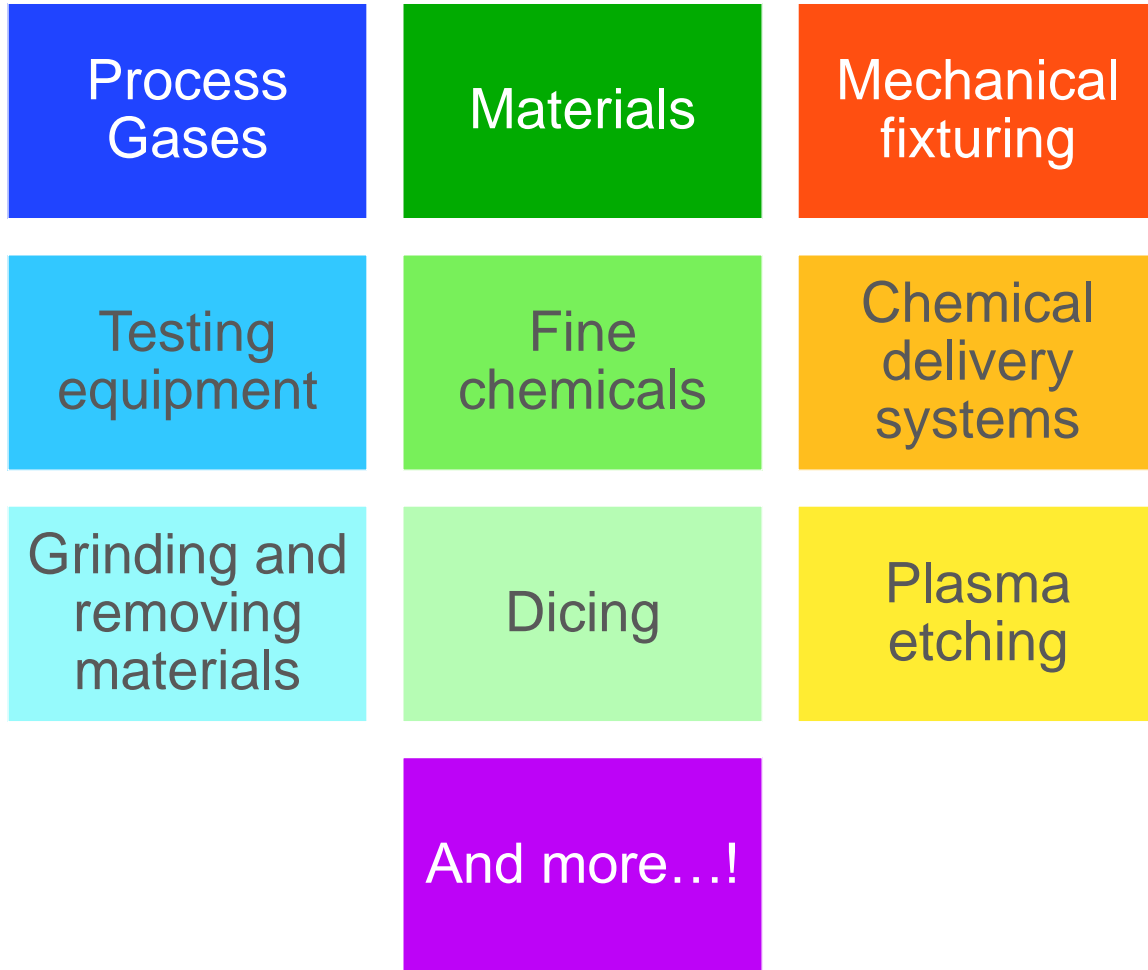 Process
Gases
Materials
Mechanical
fixturing
Testing
equipment
Fine
chemicals
Chemical
delivery
systems
Grinding and
removing
materials
Dicing
Plasma
etching
And more…!